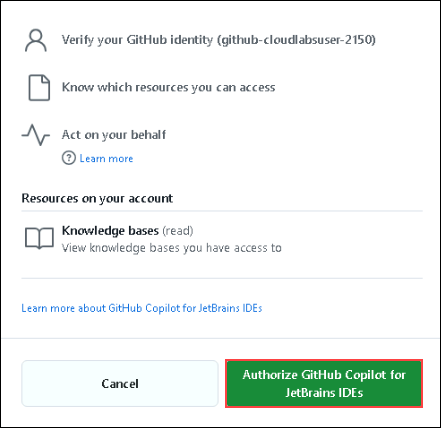 Verify your GitHub identity (github-cloudlabsuser-2150)
Know which resources you can access
Act on your behalf
? Learn more
Resources on your account
Knowledge bases (read)
View knowledge bases you have access to
Learn more about GitHub Copilot for JetBrains IDEs
Cancel
Authorize GitHub Copilot for
JetBrains IDEs